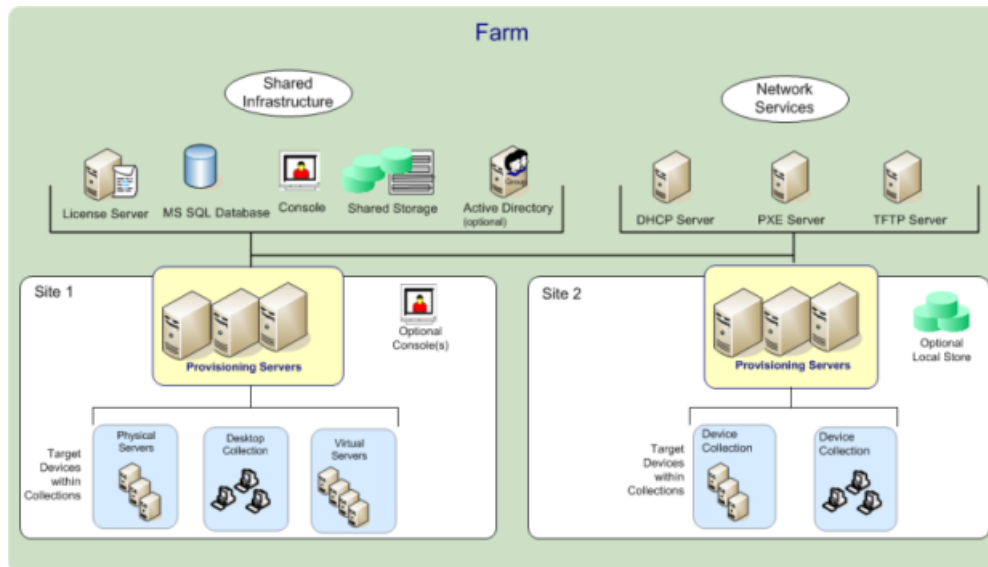 Farm
Shared
Infrastructure
Network
Services
License Server
MS SQL Database
Console
Shared Storage
Group
Active Directory
(optional)
DHCP Server
PXE Server
TFTP Server
Site 1
Provisioning Servers
Optional
Console(s)
Target
Devices
within
Collections
Physical
Servers
Desktop
Collection
Virtual
Servers
Site 2
Provisioning Servers
Optional
Local Store
Target
Devices
within
Collections
Device
Collection
Device
Collection